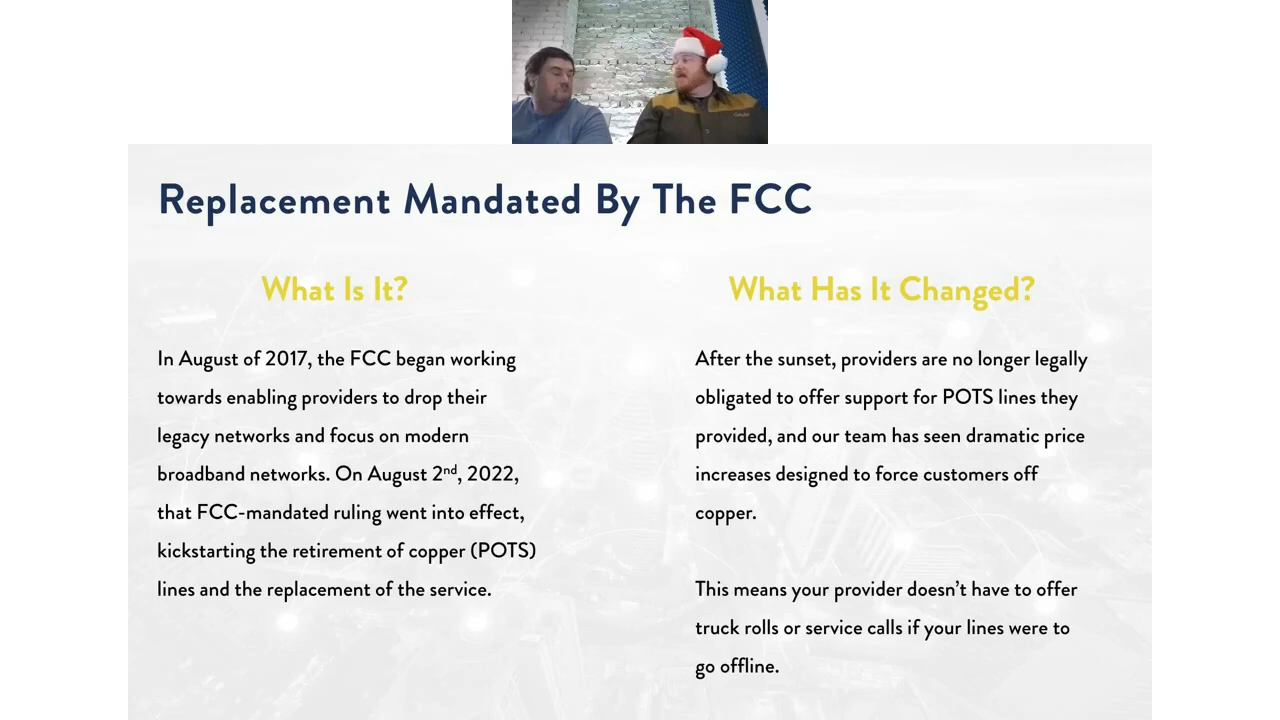 Replacement Mandated By The FCC
What Is It?
In August of 2017, the FCC began working
towards enabling providers to drop their
legacy networks and focus on modern
broadband networks. On August 2nd, 2022,
that FCC-mandated ruling went into effect,
kickstarting the retirement of copper (POTS)
lines and the replacement of the service.
What Has It Changed?
After the sunset, providers are no longer legally
obligated to offer support for POTS lines they
provided, and our team has seen dramatic price
increases designed to force customers off
copper.
This means your provider doesn’t have to offer
truck rolls or service calls if your lines were to
go offline.